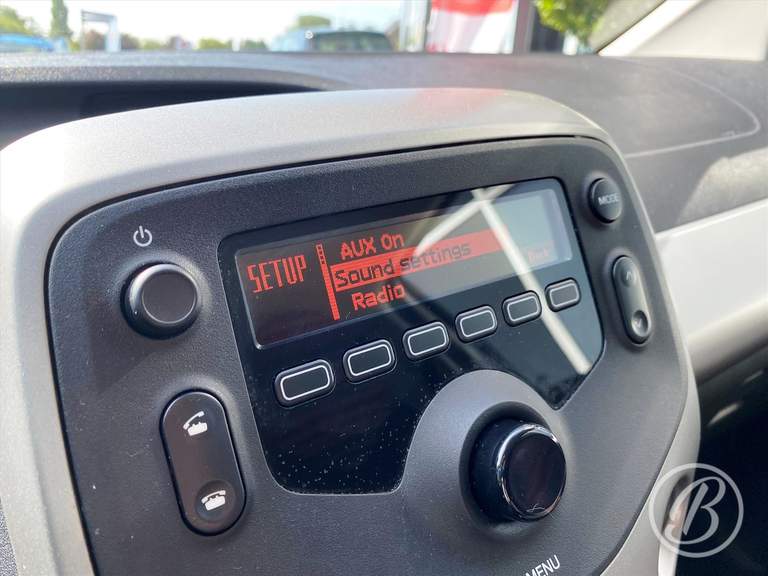 SETUP
AUX On
Sound settings
Radio
MODE
MENU
B